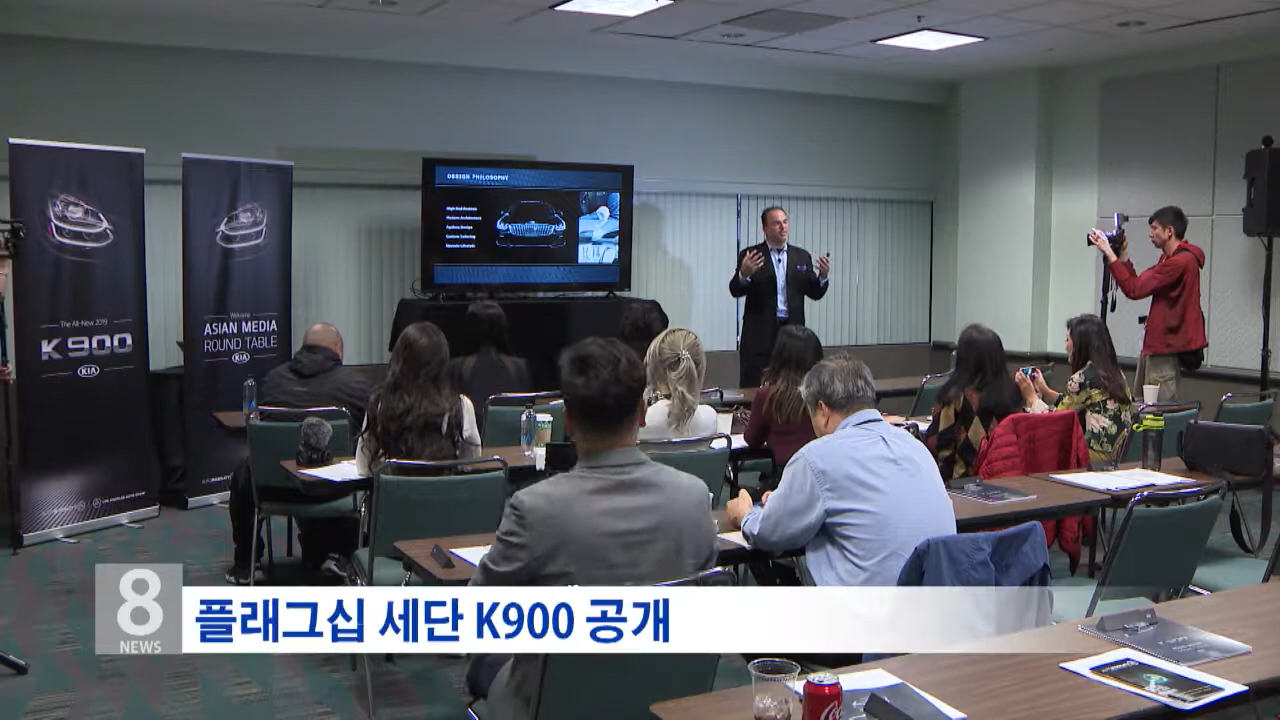 DESIGN PHILOSOPHY
The All-New 2019
K900
KIA
Welcome
ASIAN MEDIA
ROUND TABLE
KIA
8
NEWS
플래그십 세단 K900 공개